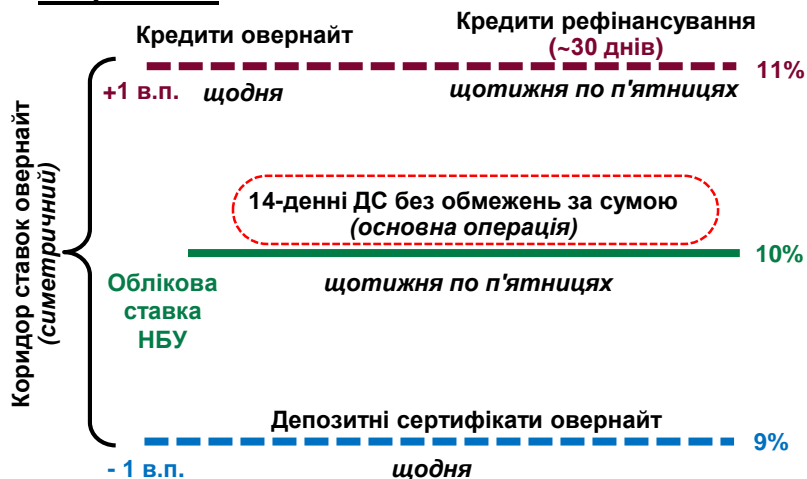 Кредити овернайт
Кредити рефінансування
(~30 днів)
11%
+1 в.п.
щодня
щотижня по п'ятницях
Коридор ставок овернайт
(симетричний)
14-денні ДС без обмежень за сумою
(основна операція)
10%
Облікова
ставка
НБУ
щотижня по п'ятницях
Депозитні сертифікати овернайт
9%
- 1 в.п.
щодня